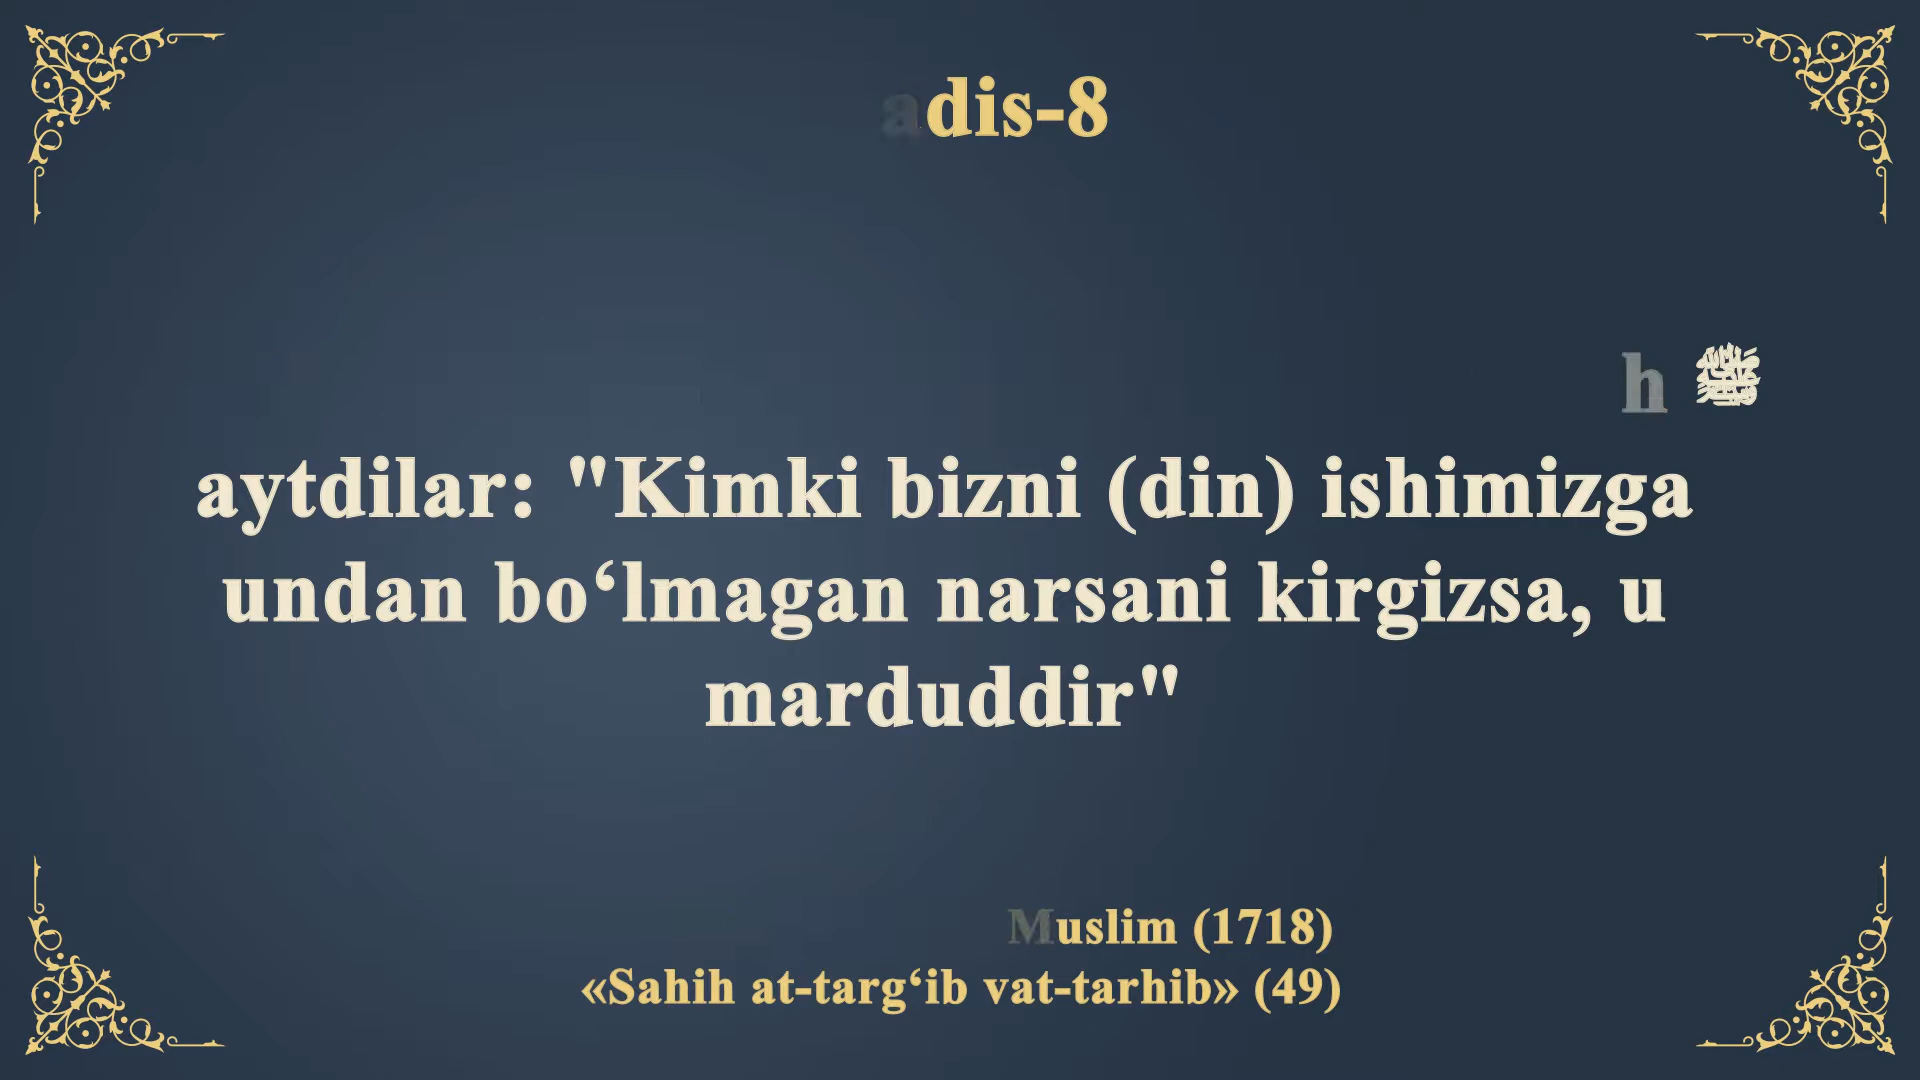 adis-8
h ﷺ
aytdilar: "Kimki bizni (din) ishimizga
undan bo‘lmagan narsani kirgizsa, u
marduddir"
Muslim (1718)
«Sahih at-targ‘ib vat-tarhib» (49)